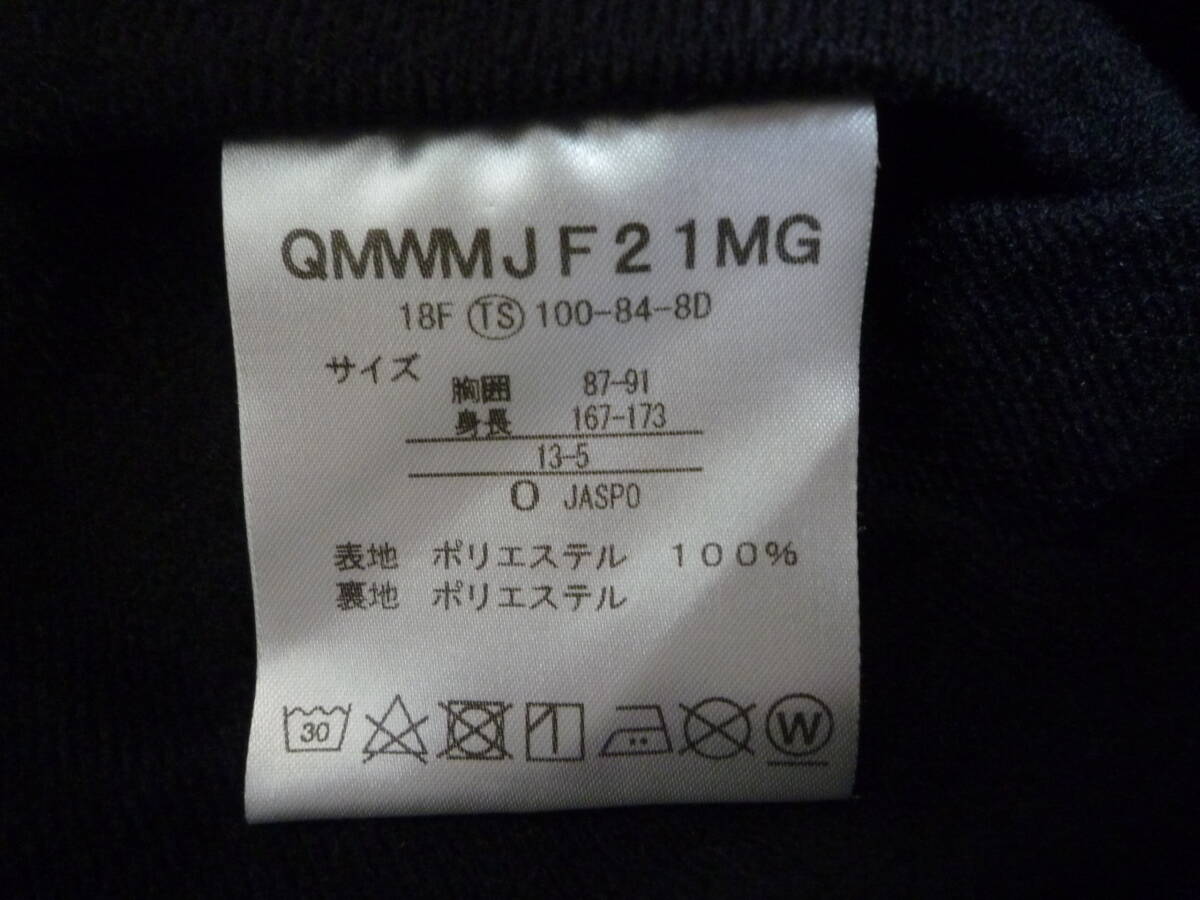 QMWMJF21MG
18F TS 100-84-8D
サイズ
胸囲 87-91
身長 167-173
13-5
O JASPO
表地 ポリエステル 100%
裏地 ポリエステル
30
W